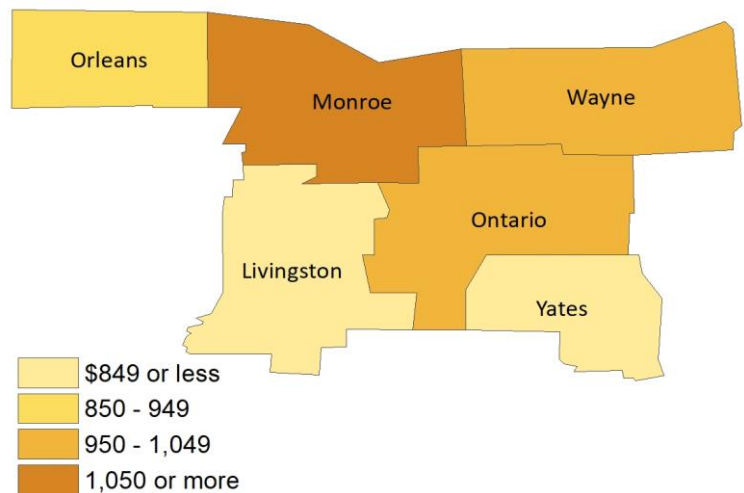 Orleans
Monroe
Wayne
Ontario
Livingston
Yates
$849 or less
850 - 949
950 - 1,049
1,050 or more